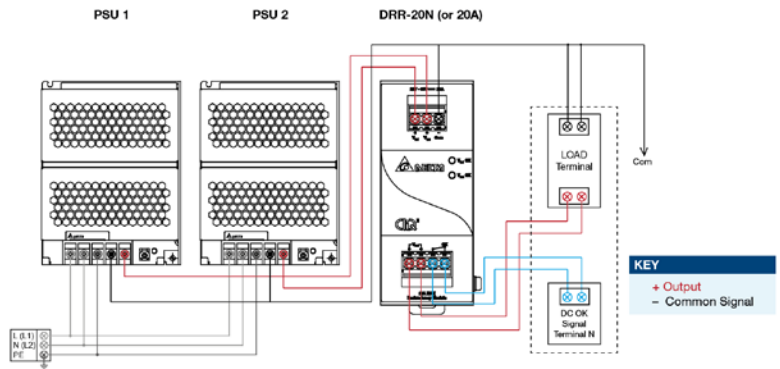 PSU 1
PSU 2
DRR-20N (or 20A)
DELTA
LOAD
Terminal
Com
KEY
+ Output
– Common Signal
DC OK
Signal
Terminal N
L (L1)
N (L2)
PE